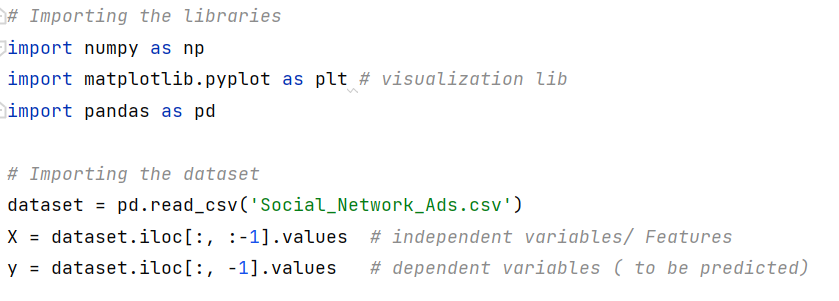 # Importing the libraries
import numpy as np
import matplotlib.pyplot as plt # visualization lib
import pandas as pd
# Importing the dataset
dataset = pd.read_csv('Social_Network_Ads.csv')
X = dataset.iloc[:, :-1].values  # independent variables/ Features
y = dataset.iloc[:, -1].values   # dependent variables ( to be predicted)